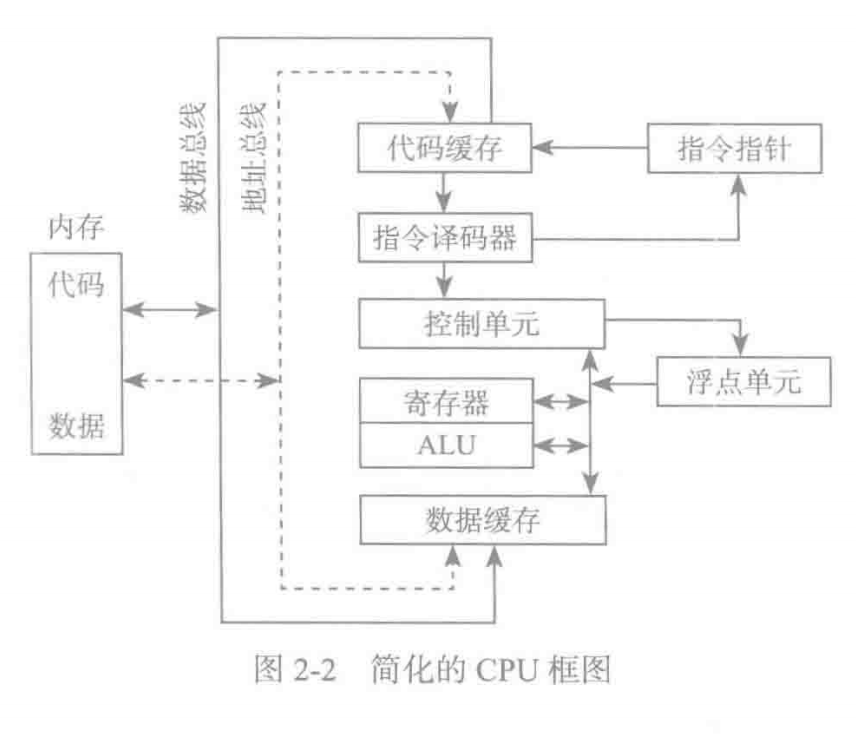 数据总线
地址总线
代码缓存
指令指针
内存
指令译码器
代码
控制单元
浮点单元
寄存器
数据
ALU
数据缓存
图 2-2 简化的 CPU 框图